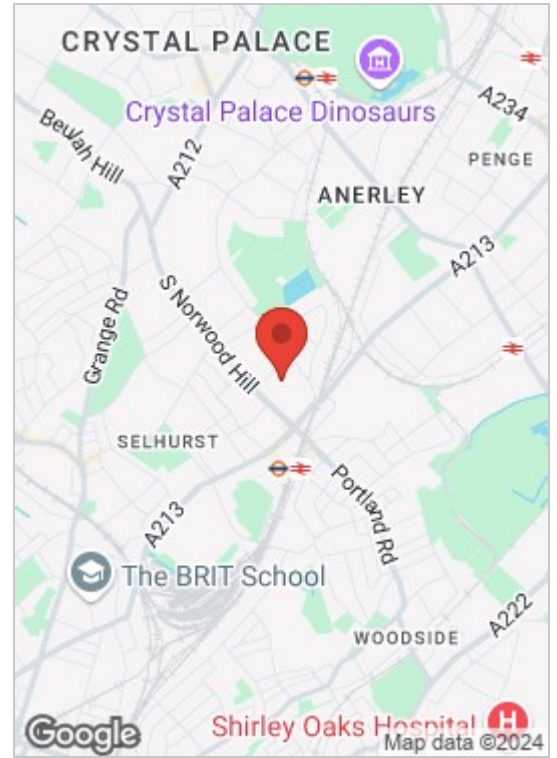 CRYSTAL PALACE
Crystal Palace Dinosaurs
A234
Beulah Hill
A212
PENGE
ANERLEY
A213
S Norwood Hill
Grange Rd
SELHURST
A213
Portland Rd
The BRIT School
A222
WOODSIDE
Shirley Oaks Hospital
H
Google
Map data ©2024